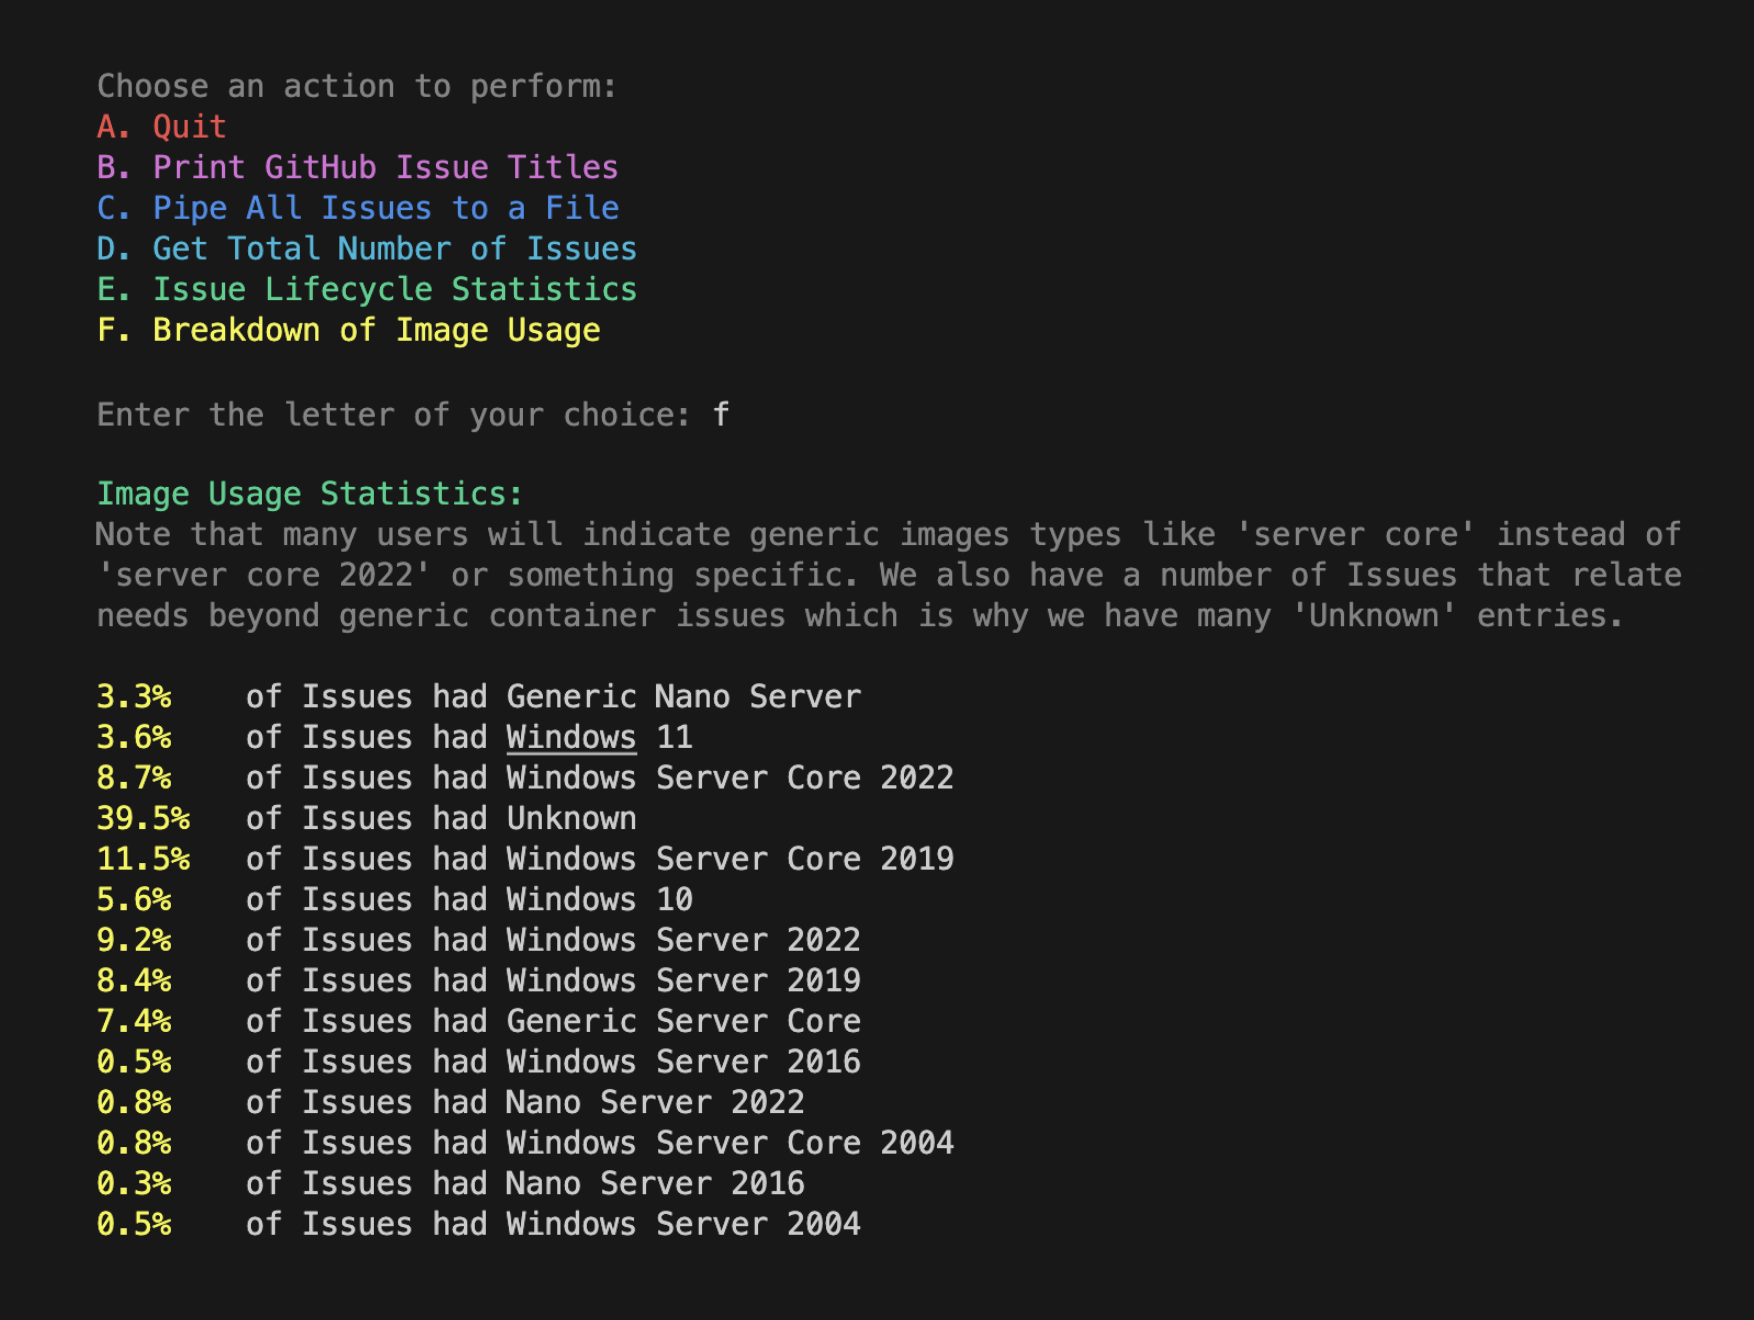 Choose an action to perform:
A. Quit
B. Print GitHub Issue Titles
C. Pipe All Issues to a File
D. Get Total Number of Issues
E. Issue Lifecycle Statistics
F. Breakdown of Image Usage
Enter the letter of your choice: f
Image Usage Statistics:
Note that many users will indicate generic images types like 'server core' instead of
'server core 2022' or something specific. We also have a number of Issues that relate
needs beyond generic container issues which is why we have many 'Unknown' entries.
3.3% of Issues had Generic Nano Server
3.6% of Issues had Windows 11
8.7% of Issues had Windows Server Core 2022
39.5% of Issues had Unknown
11.5% of Issues had Windows Server Core 2019
5.6% of Issues had Windows 10
9.2% of Issues had Windows Server 2022
8.4% of Issues had Windows Server 2019
7.4% of Issues had Generic Server Core
0.5% of Issues had Windows Server 2016
0.8% of Issues had Nano Server 2022
0.8% of Issues had Windows Server Core 2004
0.3% of Issues had Nano Server 2016
0.5% of Issues had Windows Server 2004